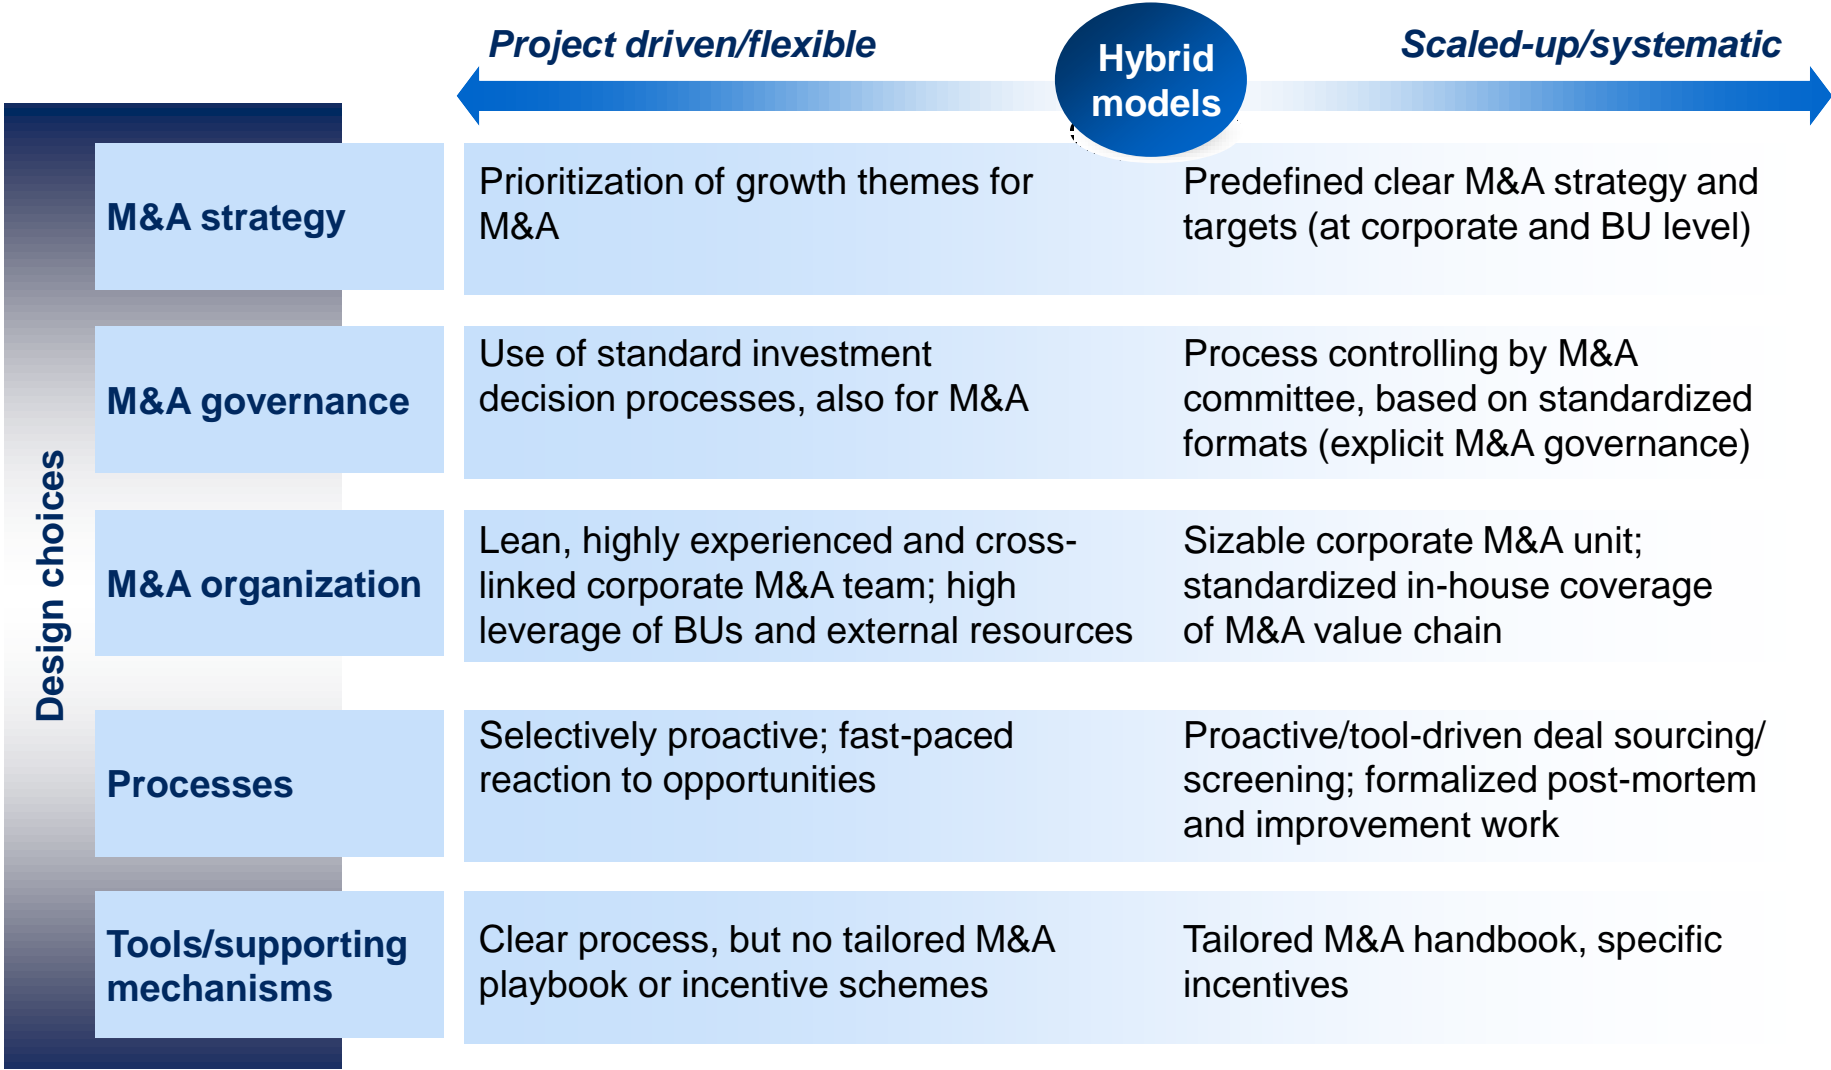 Project driven/flexible
Hybrid
models
Scaled-up/systematic
Design choices
M&A strategy
Prioritization of growth themes for
M&A
Predefined clear M&A strategy and
targets (at corporate and BU level)
M&A governance
Use of standard investment
decision processes, also for M&A
Process controlling by M&A
committee, based on standardized
formats (explicit M&A governance)
M&A organization
Lean, highly experienced and cross-
linked corporate M&A team; high
leverage of BUs and external resources
Sizable corporate M&A unit;
standardized in-house coverage
of M&A value chain
Processes
Selectively proactive; fast-paced
reaction to opportunities
Proactive/tool-driven deal sourcing/
screening; formalized post-mortem
and improvement work
Tools/supporting
mechanisms
Clear process, but no tailored M&A
playbook or incentive schemes
Tailored M&A handbook, specific
incentives